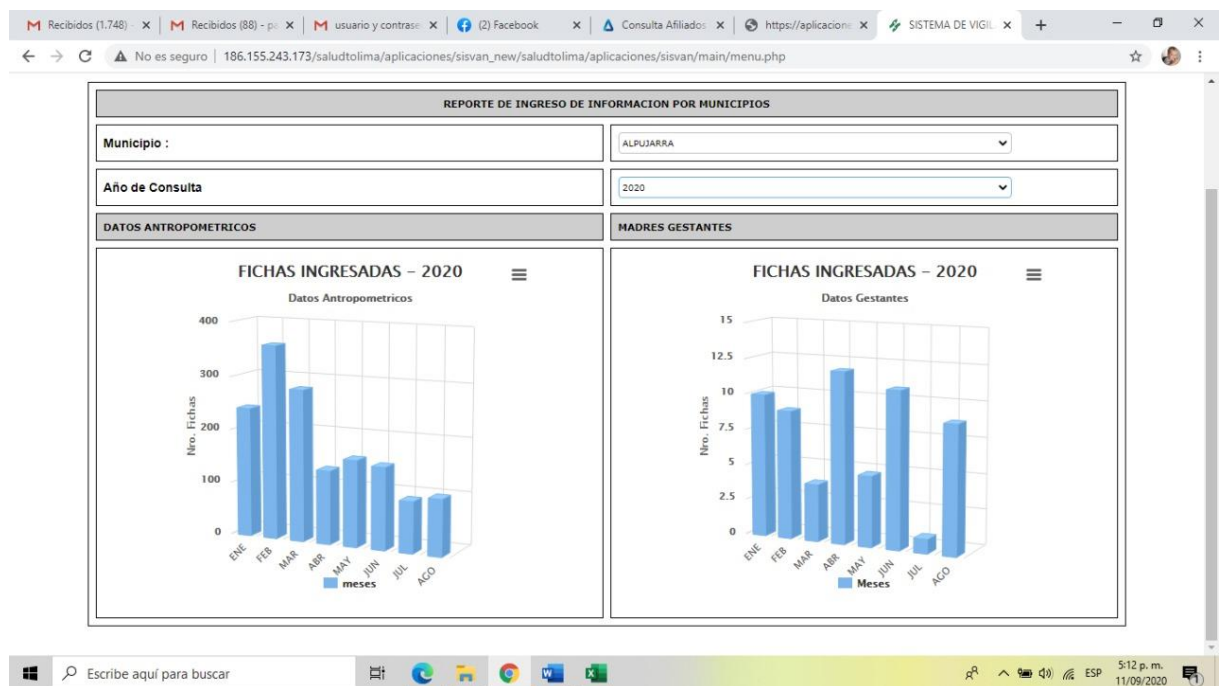 Recibidos (1.748) -
Recibidos (88) - pa
usuario y contrase
(2) Facebook
Consulta Afiliados
https://aplicacione
SISTEMA DE VIGIL
No es seguro | 186.155.243.173/saludtolima/aplicaciones/sisvan_new/saludtolima/aplicaciones/sisvan/main/menu.php
REPORTE DE INGRESO DE INFORMACION POR MUNICIPIOS
Municipio :
ALPUJARRA
Año de Consulta
2020
DATOS ANTROPOMETRICOS
MADRES GESTANTES
FICHAS INGRESADAS – 2020
Datos Antropometricos
Nro. Fichas
400
300
200
100
0
ENE
FEB
MAR
ABR
MAY
JUN
JUL
AGO
meses
FICHAS INGRESADAS – 2020
Datos Gestantes
Nro. Fichas
15
12.5
10
7.5
5
2.5
0
ENE
FEB
MAR
ABR
MAY
JUN
JUL
AGO
Meses
Escribe aquí para buscar
ESP
5:12 p. m.
11/09/2020